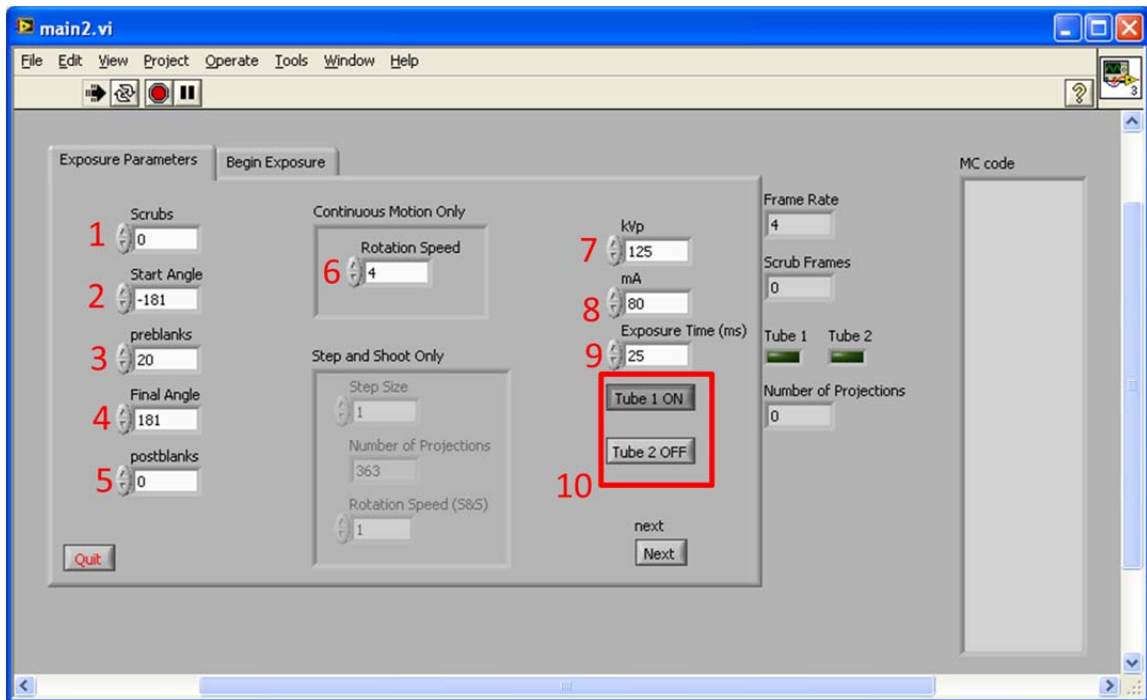 main2.vi
File Edit View Project Operate Tools Window Help
3
Exposure Parameters
Begin Exposure
1
Scrubs
0
2
Start Angle
-181
3
preblanks
20
4
Final Angle
181
5
postblanks
0
Quit
Continuous Motion Only
6
Rotation Speed
4
Step and Shoot Only
Step Size
1
Number of Projections
363
Rotation Speed (S&S)
1
7
kVp
125
8
mA
80
9
Exposure Time (ms)
25
Tube 1 ON
Tube 2 OFF
10
next
Next
Frame Rate
4
Scrub Frames
0
Tube 1 Tube 2
Number of Projections
0
MC code